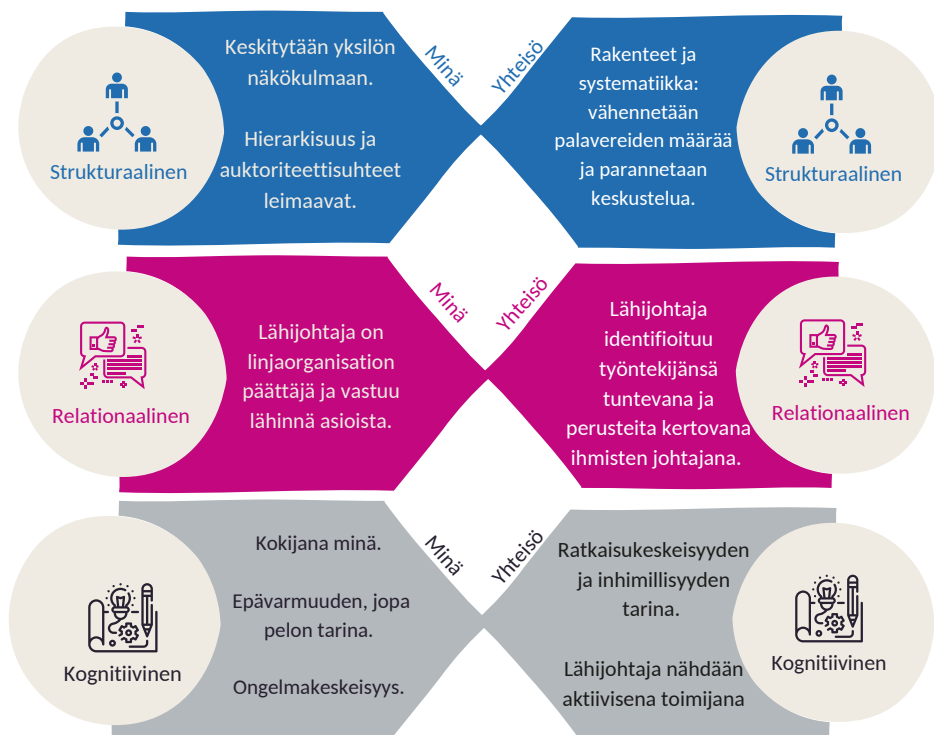 Keskitytään yksilön
näkökulmaan.
Hierarkisuus ja
auktoriteettisuhteet
leimaavat.
Strukturaalinen
Minä
Yhteisö
Rakenteet ja
systematiikka:
vähennetään
palavereiden määrää
ja parannetaan
keskustelua.
Strukturaalinen
Lähijohtaja on
linjaorganisation
päättäjä ja vastuu
lähinnä asioista.
Relationaalinen
Minä
Yhteisö
Lähijohtaja
identifioituu
työntekijänsä
tuntevana ja
perusteita kertovana
ihmisten johtajana.
Relationaalinen
Kokijana minä.
Epävarmuuden, jopa
pelon tarina.
Ongelmakeskeisyys.
Kognitiivinen
Minä
Yhteisö
Ratkaisukeskeisyyden
ja inhimillisyyden
tarina.
Lähijohtaja nähdään
aktiivisena toimijana
Kognitiivinen